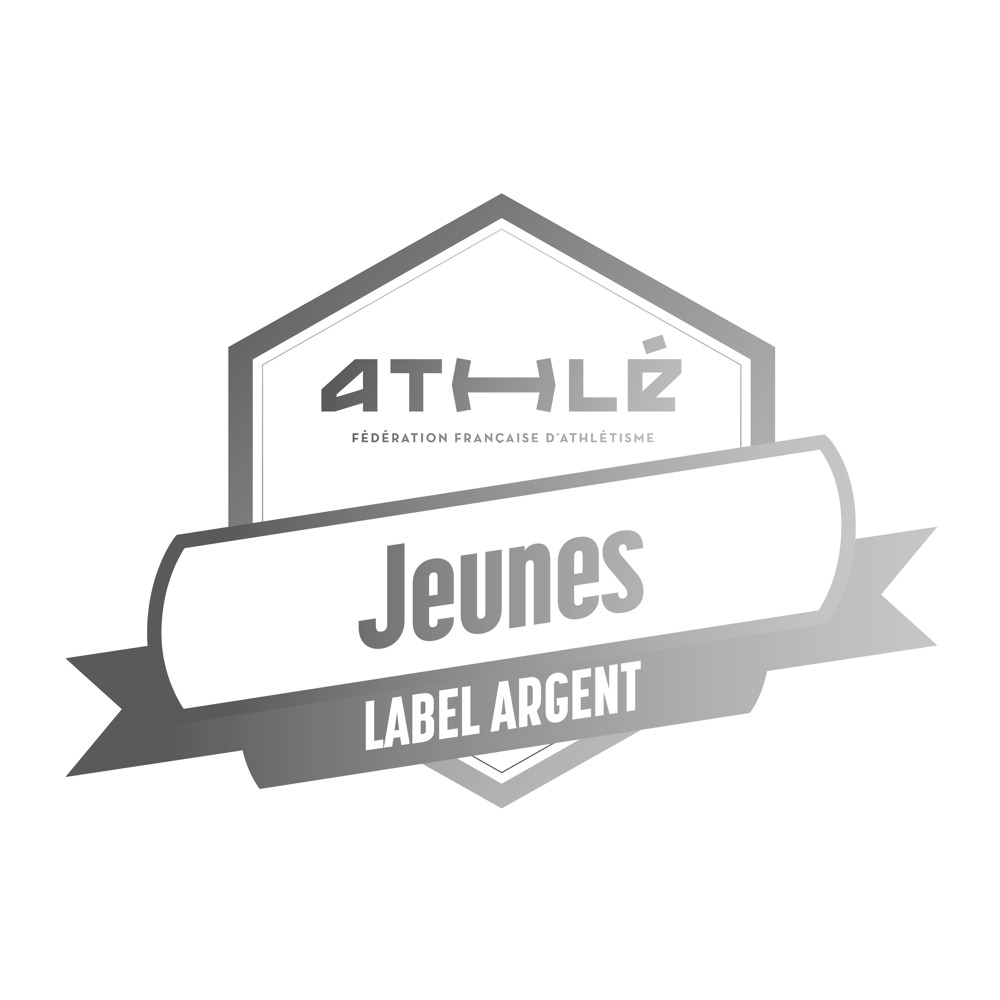 ATHLÉ
FÉDÉRATION FRANÇAISE D'ATHLÉTISME
Jeunes
LABEL ARGENT